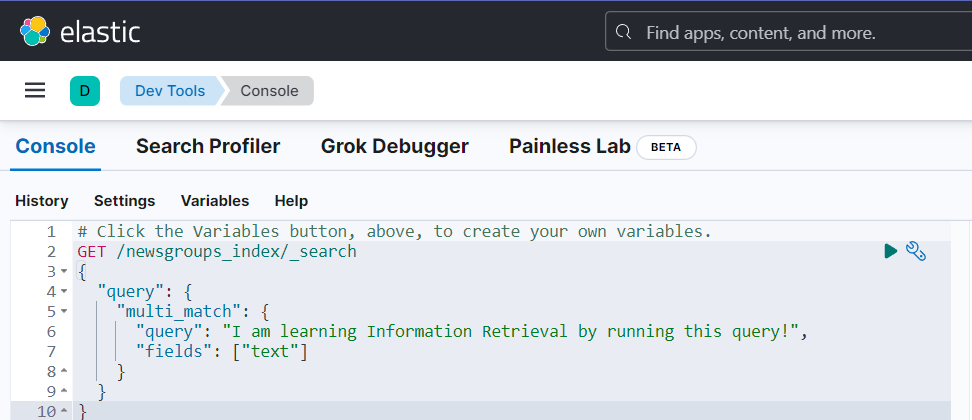 elastic
Find apps, content, and more.
D
Dev Tools
Console
Console
Search Profiler
Grok Debugger
Painless Lab
BETA
History
Settings
Variables
Help
1 # Click the Variables button, above, to create your own variables.
2 GET /newsgroups_index/_search
3 {
4 "query": {
5 "multi_match": {
6 "query": "I am learning Information Retrieval by running this query!",
7 "fields": ["text"]
8 }
9 }
10 }